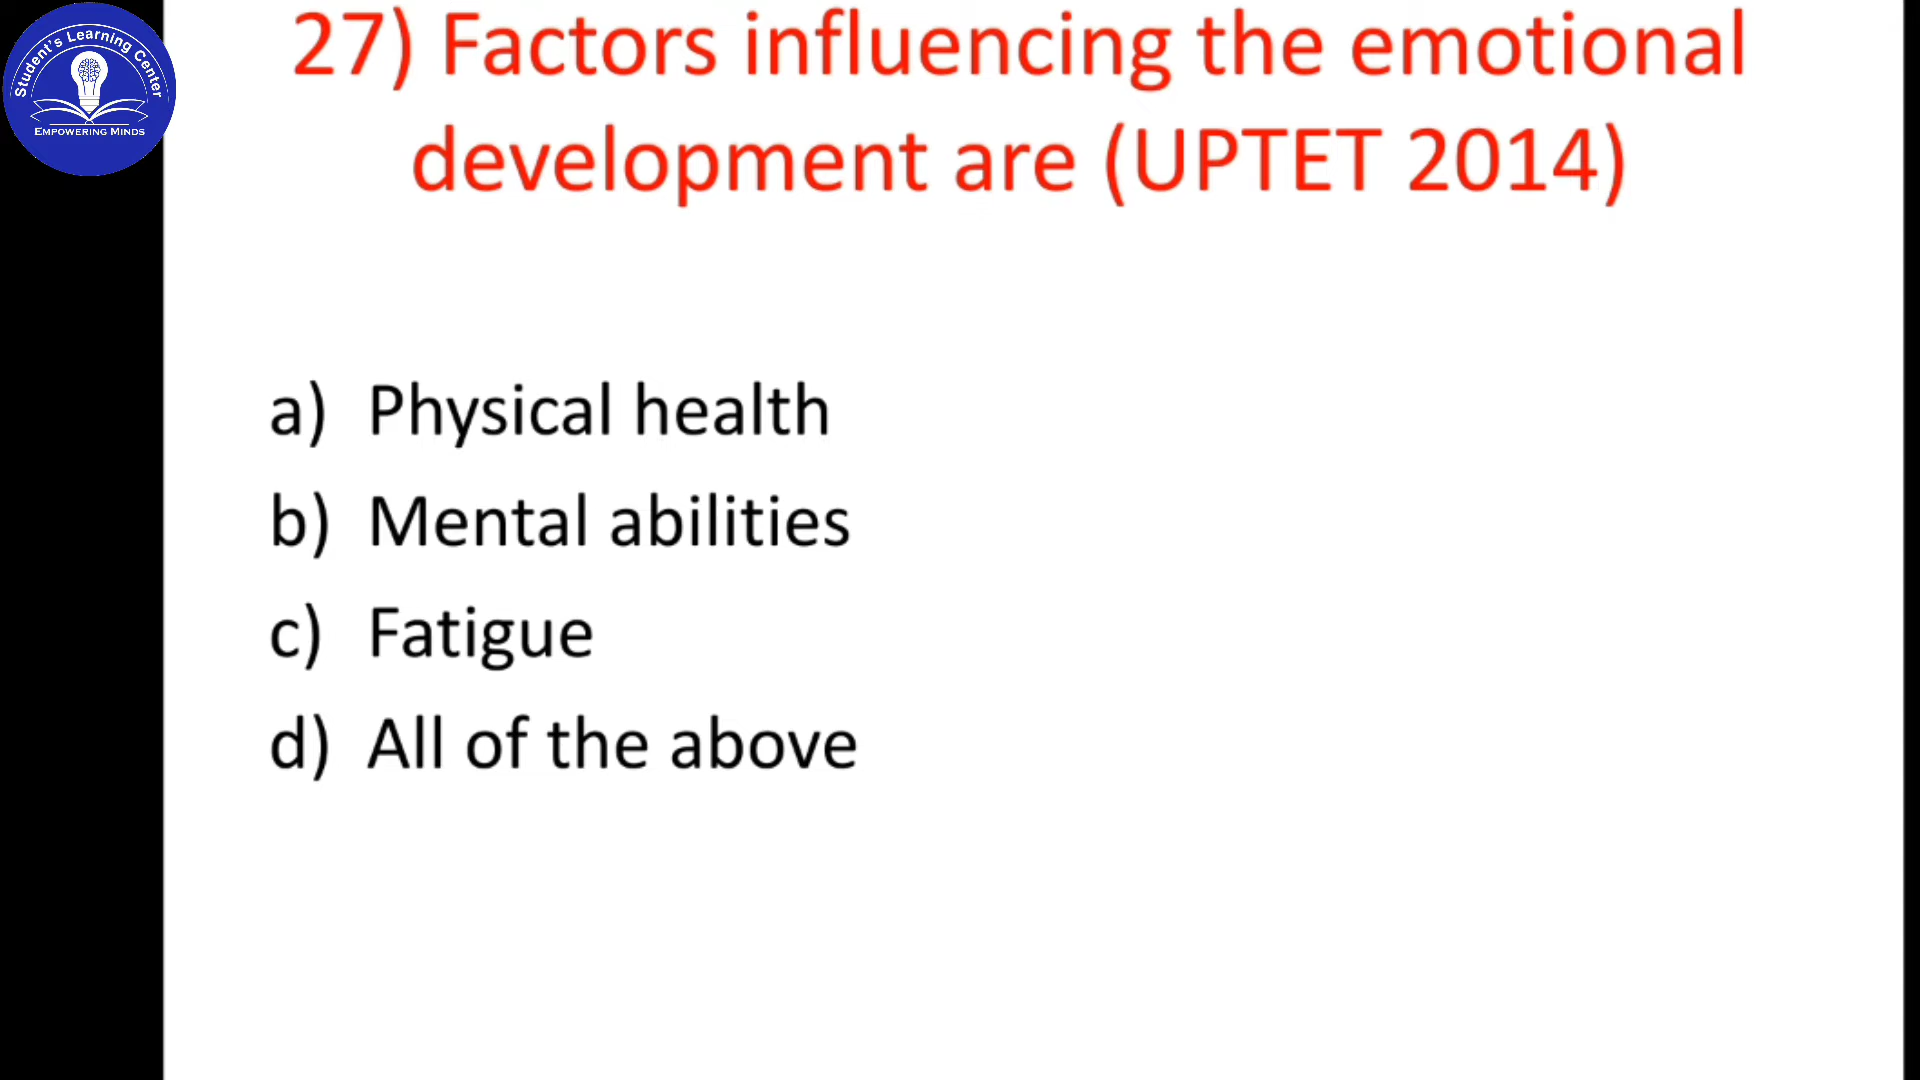 Student's Learning Center
EMPOWERING MINDS
27) Factors influencing the emotional
development are (UPTET 2014)
a) Physical health
b) Mental abilities
c) Fatigue
d) All of the above